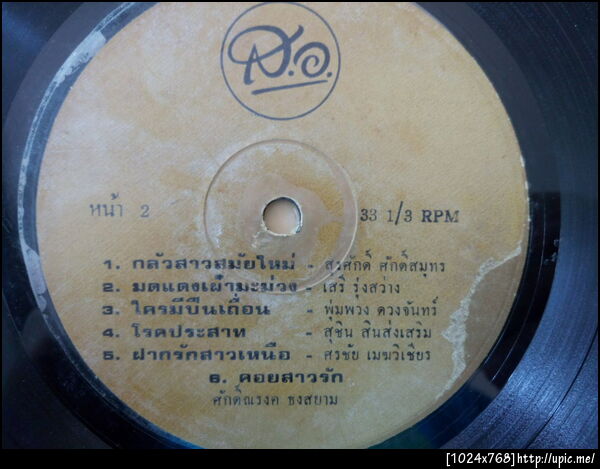 ส.อ.
หน้า 2
33 1/3 RPM
1. กลัวสาวสมัยใหม่ - สุรศักดิ์ ศักดิ์สมุทร
2. มดแดงเฝ้ามะม่วง - เสรี รุ่งสว่าง
3. ใครมีปืนเถื่อน - พุ่มพวง ดวงจันทร์
4. โรคประสาท - สุชิน สินส่งเสริม
5. ฝากรักสาวเหนือ - ศรชัย เมฆวิเชียร
6. คอยสาวรัก
ศักดิ์ณรงค ธงสยาม
[1024x768]http://upic.me/